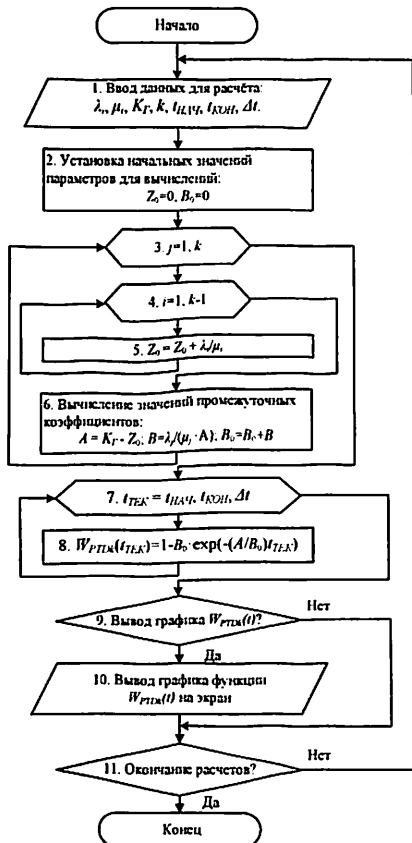 Начало
1. Ввод данных для расчёта:
λᵢ, μᵢ, K_Г, k, t_НАЧ, t_КОН, Δt.
2. Установка начальных значений
параметров для вычислений:
Z₀=0, B₀=0
3. j=1, k
4. i=1, k-1
5. Z₀ = Z₀ + λᵢ/μᵢ
6. Вычисление значений промежуточных
коэффициентов:
A = K_Г - Z₀; B=λⱼ/(μⱼ · A); B₀=B₀+B
7. t_ТЕК = t_НАЧ, t_КОН, Δt
8. W_РТДк(t_ТЕК)=1-B₀·exp(-(A/B₀)t_ТЕК)
9. Вывод графика W_РТДк(t)?
Нет
Да
10. Вывод графика функции
W_РТДк(t) на экран
11. Окончание расчетов?
Нет
Да
Конец